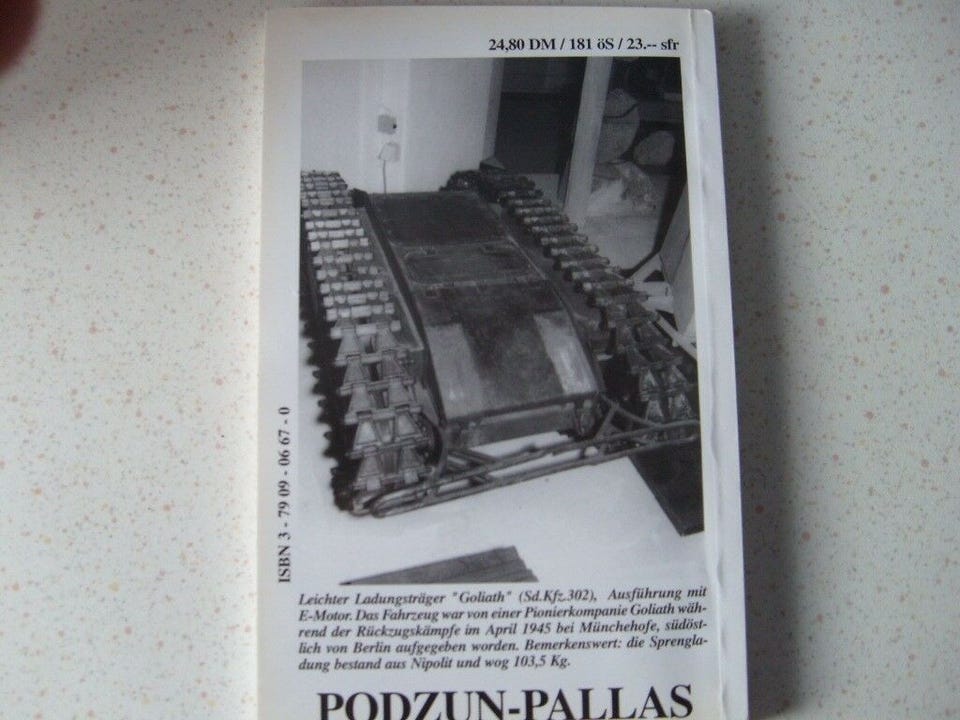 24,80 DM / 181 öS / 23.-- sfr
ISBN 3 - 79 09 - 06 67 - 0
Leichter Ladungsträger "Goliath" (Sd.Kfz.302), Ausführung mit
E-Motor. Das Fahrzeug war von einer Pionierkompanie Goliath wäh-
rend der Rückzugskämpfe im April 1945 bei Münchehofe, südöst-
lich von Berlin aufgegeben worden. Bemerkenswert: die Sprengla-
dung bestand aus Nipolit und wog 103,5 Kg.
PODZUN-PALLAS